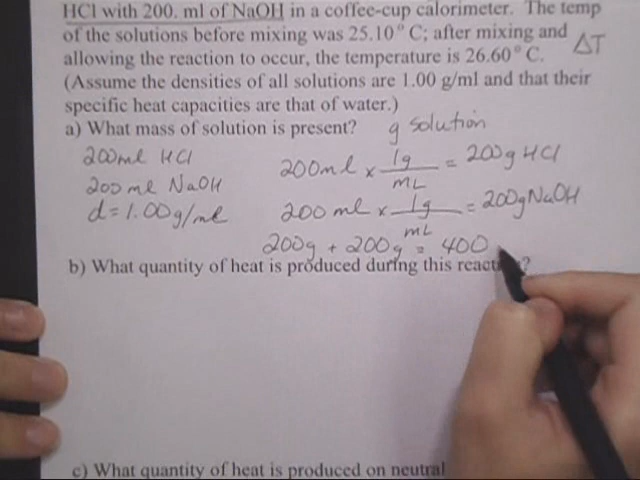 HCl with 200. ml of NaOH in a coffee-cup calorimeter. The temp
of the solutions before mixing was 25.10° C; after mixing and
allowing the reaction to occur, the temperature is 26.60° C. ΔT
(Assume the densities of all solutions are 1.00 g/ml and that their
specific heat capacities are that of water.)
a) What mass of solution is present? g solution
200ml HCl 200ml x 1g/mL = 200g HCl
200 ml NaOH
d= 1.00g/ml 200 ml x 1g/mL = 200g NaOH
200g + 200g = 400
b) What quantity of heat is produced during this react ?
c) What quantity of heat is produced on neutral